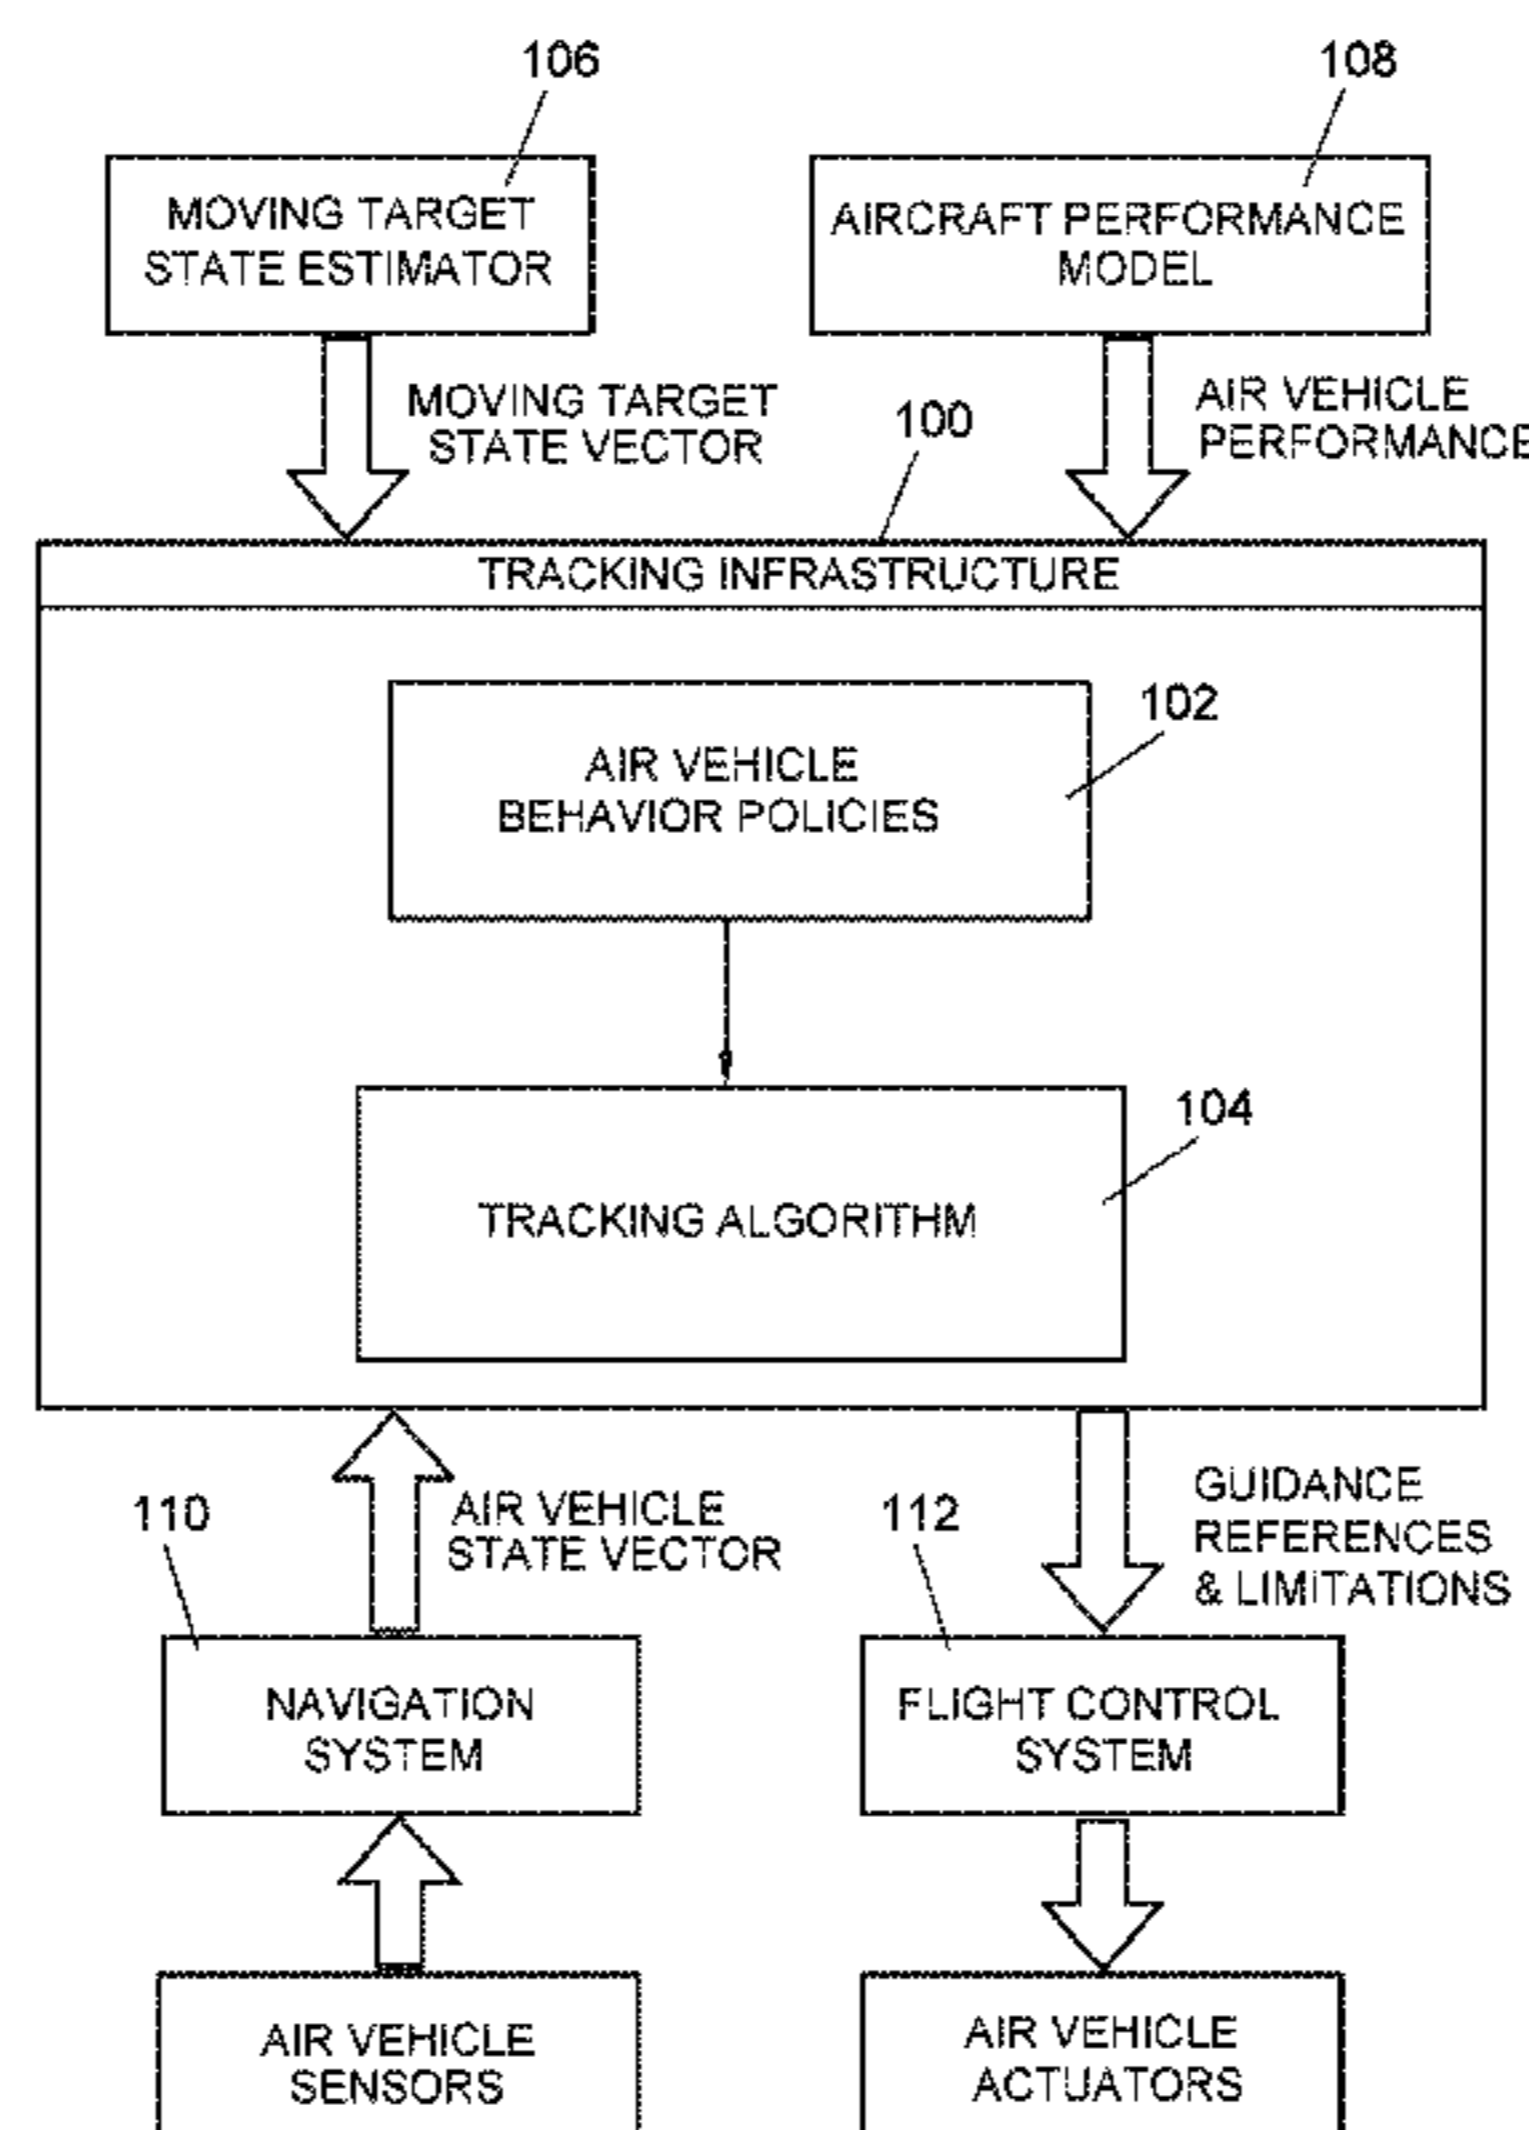 106
108
MOVING TARGET
STATE ESTIMATOR
AIRCRAFT PERFORMANCE
MODEL
MOVING TARGET
STATE VECTOR
100
AIR VEHICLE
PERFORMANCE
TRACKING INFRASTRUCTURE
102
AIR VEHICLE
BEHAVIOR POLICIES
104
TRACKING ALGORITHM
110
AIR VEHICLE
STATE VECTOR
112
GUIDANCE
REFERENCES
& LIMITATIONS
NAVIGATION
SYSTEM
FLIGHT CONTROL
SYSTEM
AIR VEHICLE
SENSORS
AIR VEHICLE
ACTUATORS